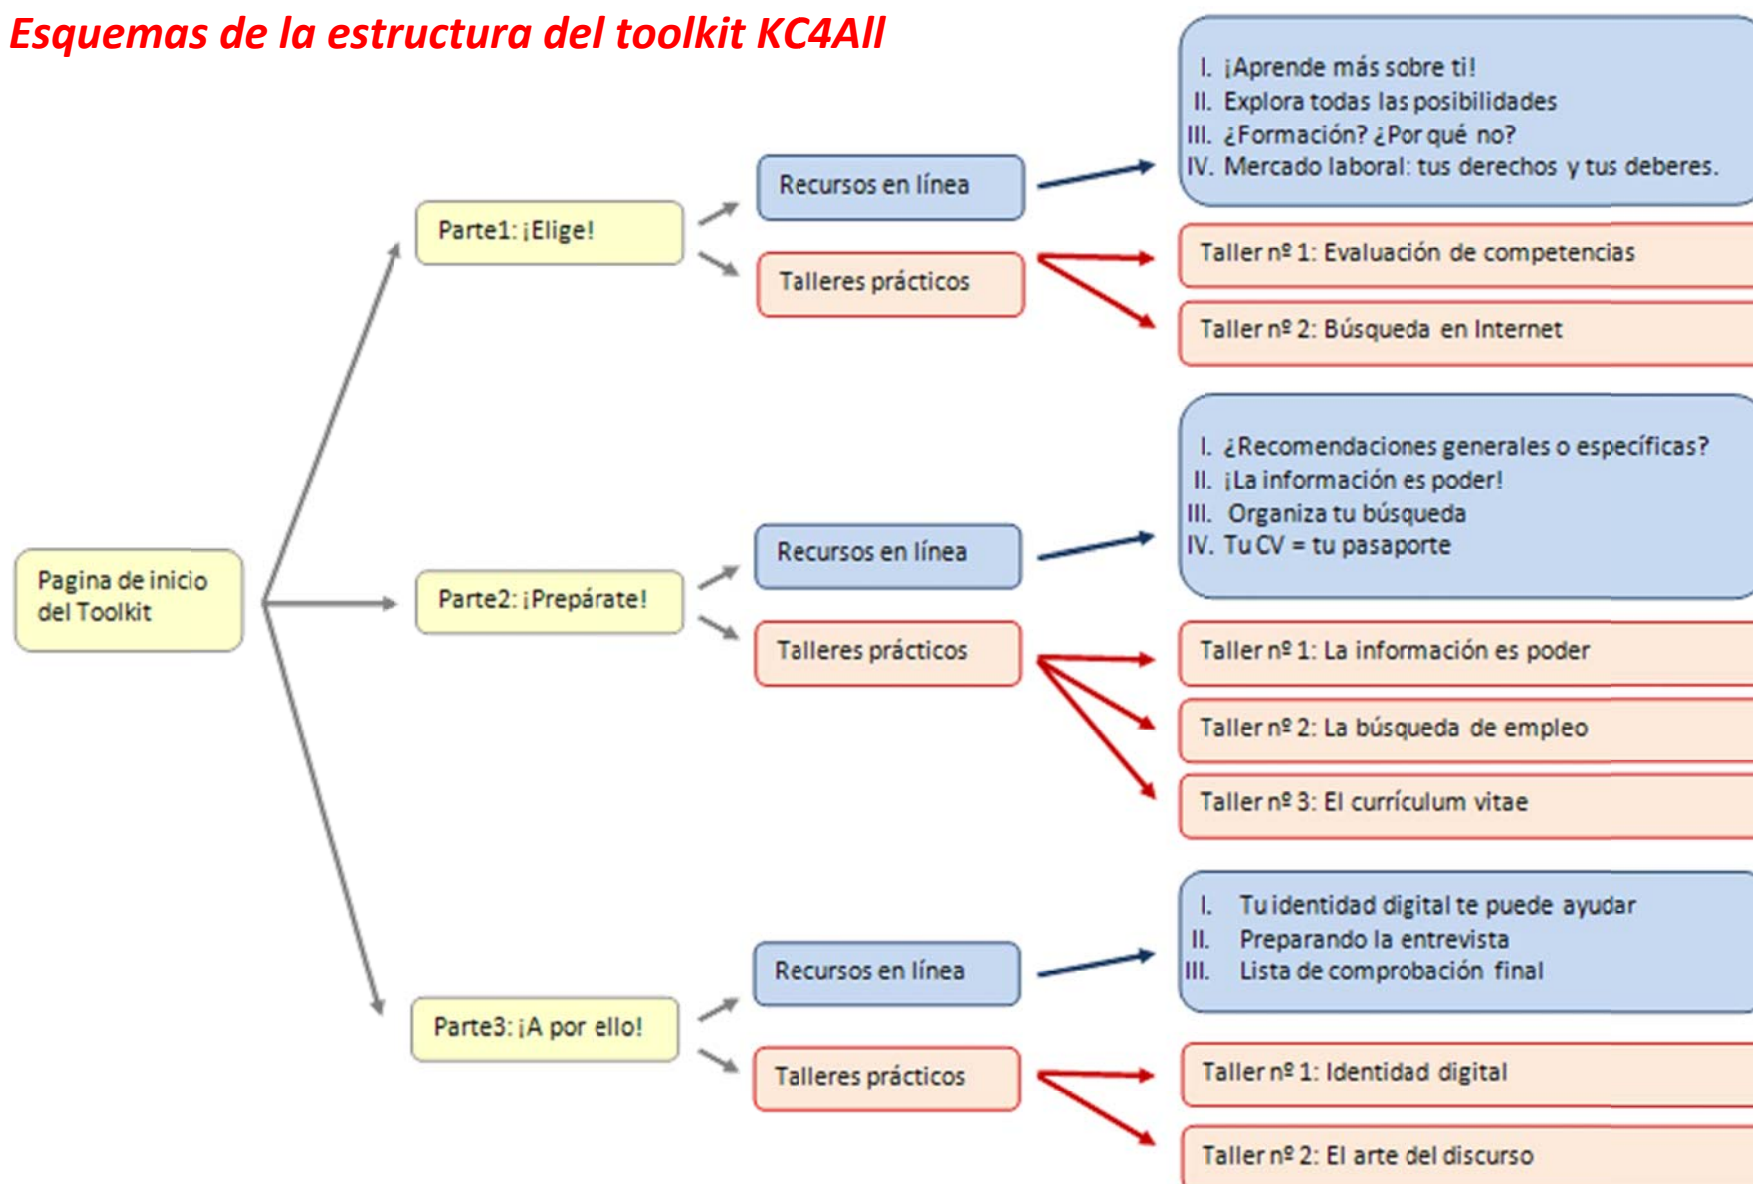 Esquemas de la estructura del toolkit KC4All
I. ¡Aprende más sobre ti!
II. Explora todas las posibilidades
III. ¿Formación? ¿Por qué no?
IV. Mercado laboral: tus derechos y tus deberes.
Recursos en línea
Parte1: ¡Elige!
Talleres prácticos
Taller nº 1: Evaluación de competencias
Taller nº 2: Búsqueda en Internet
I. ¿Recomendaciones generales o específicas?
II. ¡La información es poder!
III. Organiza tu búsqueda
IV. Tu CV = tu pasaporte
Recursos en línea
Pagina de inicio
del Toolkit
Parte2: ¡Prepárate!
Talleres prácticos
Taller nº 1: La información es poder
Taller nº 2: La búsqueda de empleo
Taller nº 3: El currículum vitae
I. Tu identidad digital te puede ayudar
II. Preparando la entrevista
III. Lista de comprobación final
Recursos en línea
Parte3: ¡A por ello!
Talleres prácticos
Taller nº 1: Identidad digital
Taller nº 2: El arte del discurso